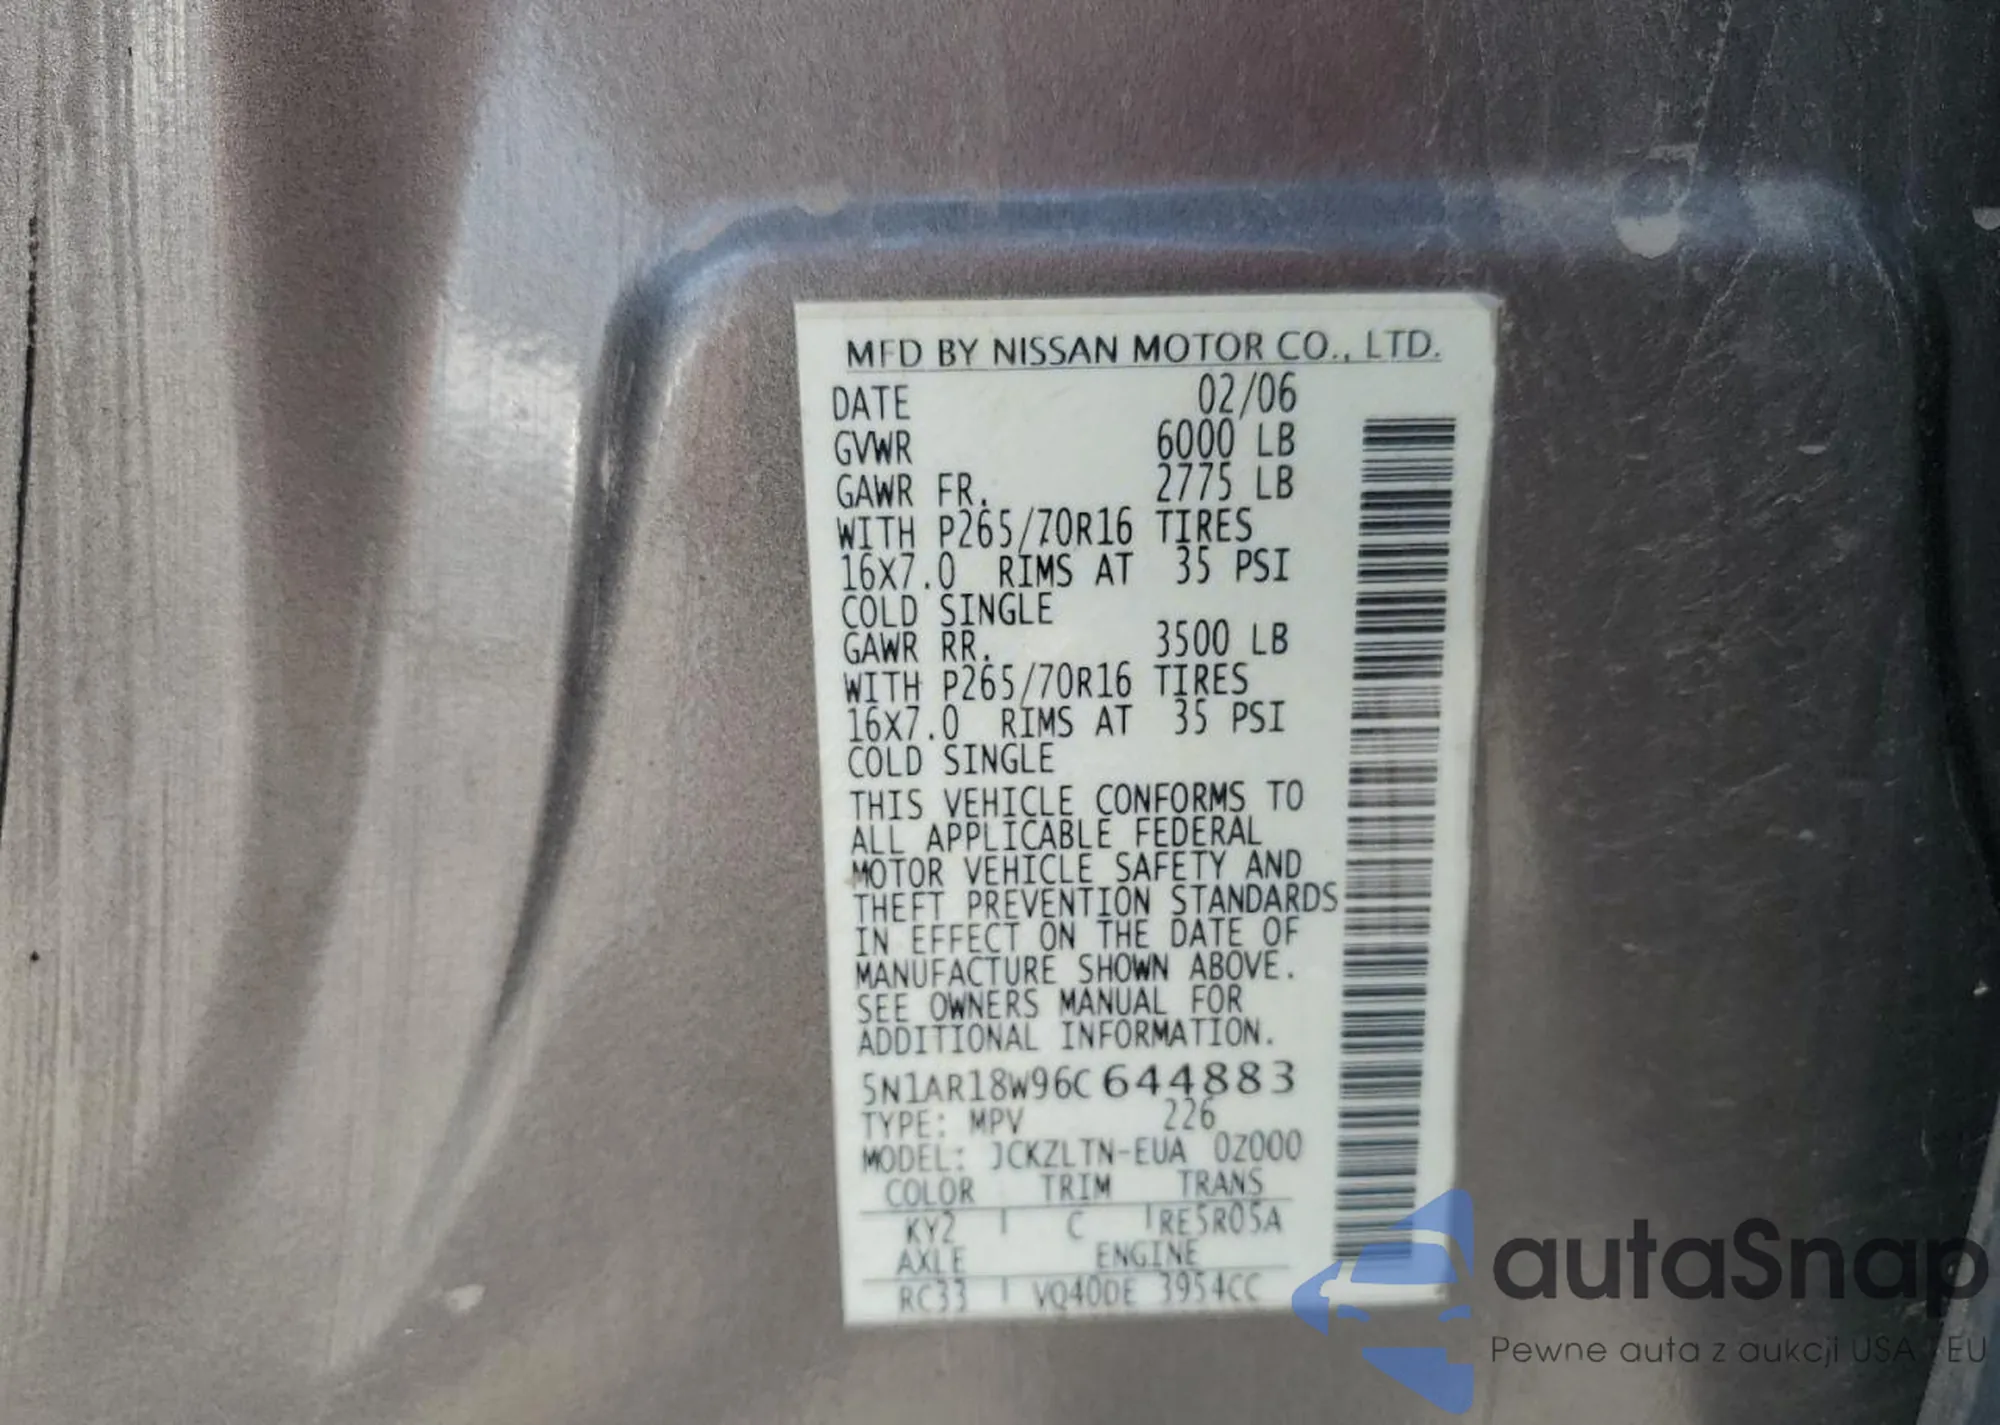 MFD BY NISSAN MOTOR CO., LTD.
DATE 02/06
GVWR 6000 LB
GAWR FR. 2775 LB
WITH P265/70R16 TIRES
16X7.0 RIMS AT 35 PSI
COLD SINGLE
GAWR RR. 3500 LB
WITH P265/70R16 TIRES
16X7.0 RIMS AT 35 PSI
COLD SINGLE
THIS VEHICLE CONFORMS TO
ALL APPLICABLE FEDERAL
MOTOR VEHICLE SAFETY AND
THEFT PREVENTION STANDARDS
IN EFFECT ON THE DATE OF
MANUFACTURE SHOWN ABOVE.
SEE OWNERS MANUAL FOR
ADDITIONAL INFORMATION.
5N1AR18W96C644883
TYPE: MPV 226
MODEL: JCKZLTN-EUA 0Z000
COLOR TRIM TRANS
KY2 C RE5R05A
AXLE ENGINE
RC33 VQ40DE 3954CC
autaSnap
Pewne auta z aukcji USA i EU